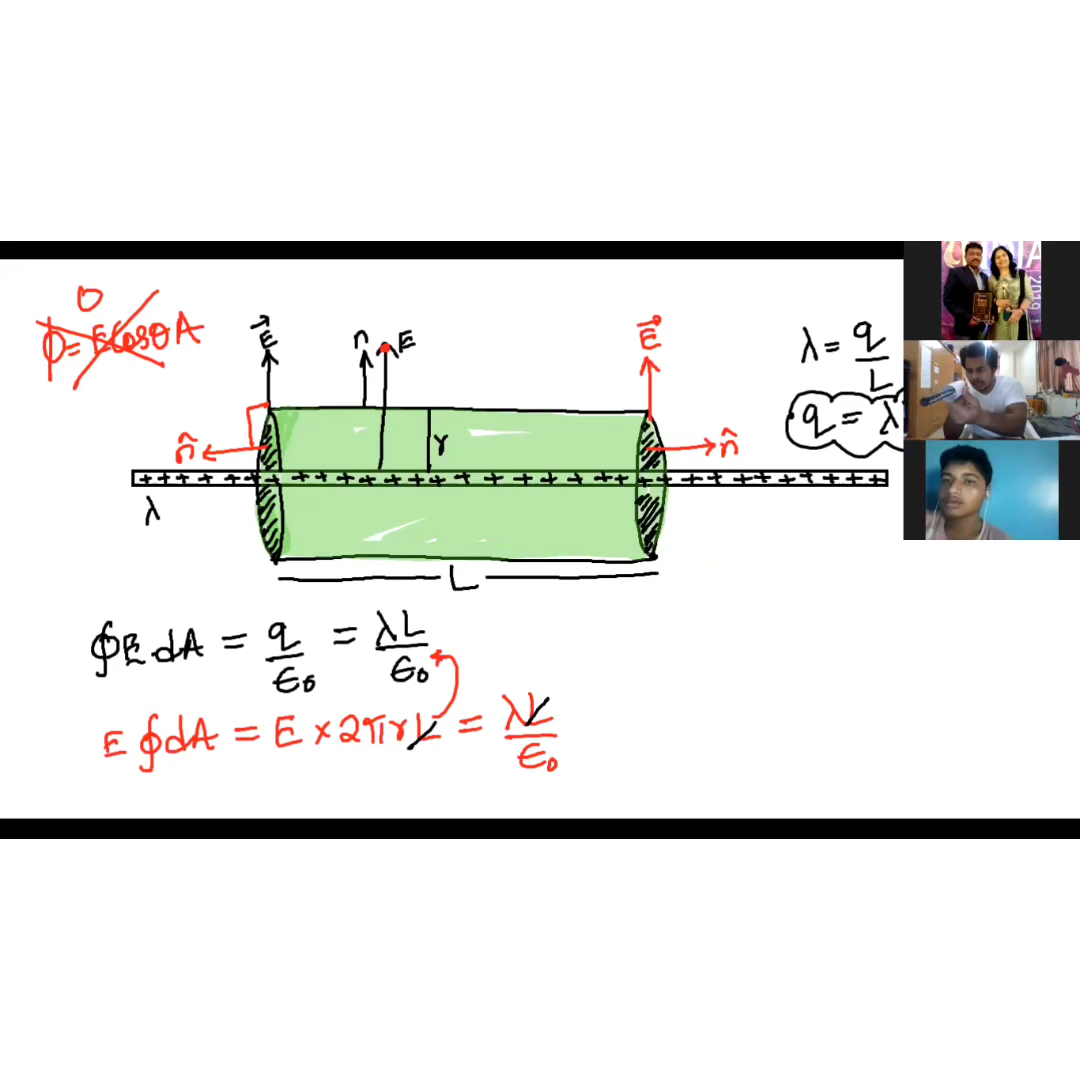 0
ϕ = E cosθ A
E⃗
n
E
E⃗
λ = q/L
q = λ
n̂
r
n̂
+ + + + + + + + + + + + + + + + + + + + + + + + + + + + + +
λ
L
∮E.dA = q/ε₀ = λL/ε₀
E∮dA = E × 2πrL = λL/ε₀